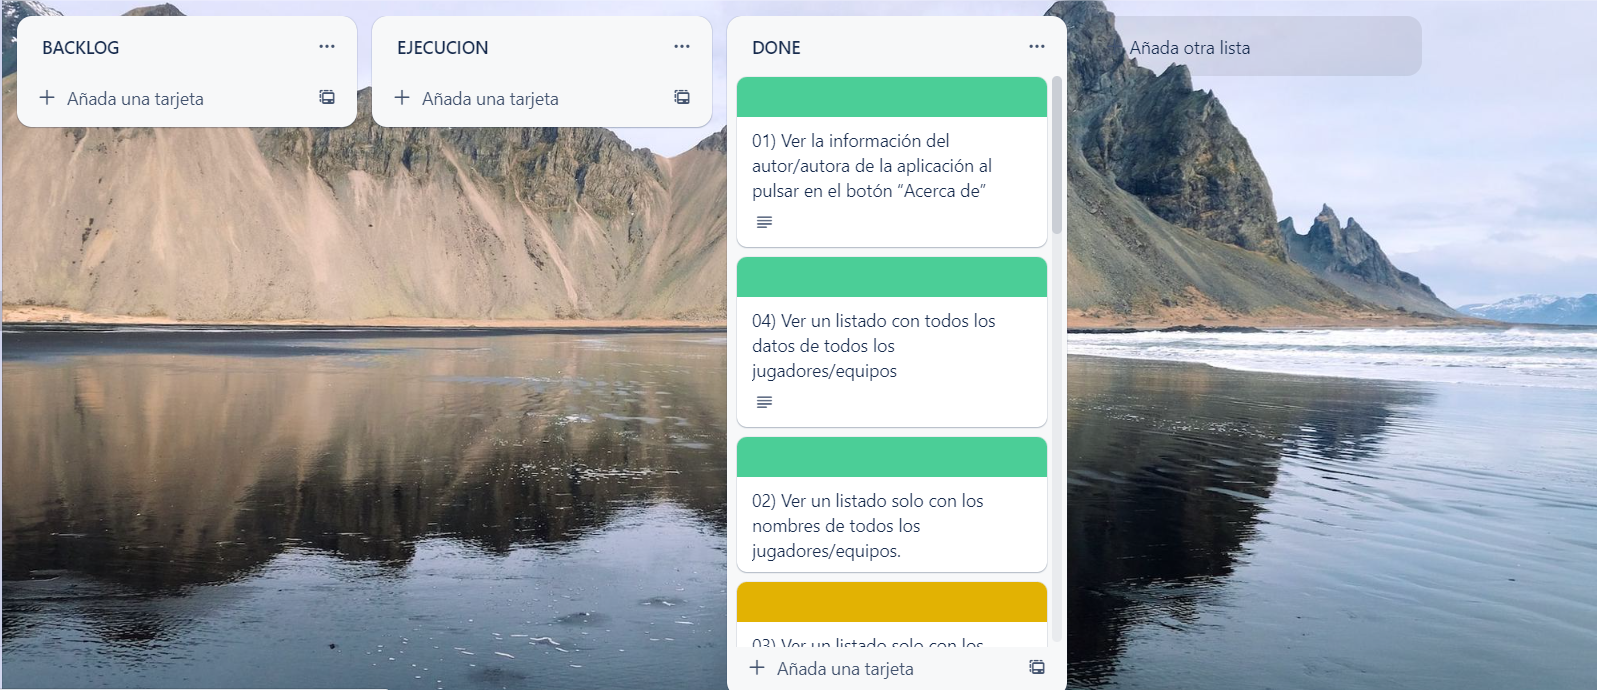 BACKLOG
Añada una tarjeta
EJECUCION
Añada una tarjeta
DONE
01) Ver la información del
autor/autora de la aplicación al
pulsar en el botón “Acerca de”
04) Ver un listado con todos los
datos de todos los
jugadores/equipos
02) Ver un listado solo con los
nombres de todos los
jugadores/equipos.
03) Ver un listado solo con los
Añada una tarjeta
Añada otra lista